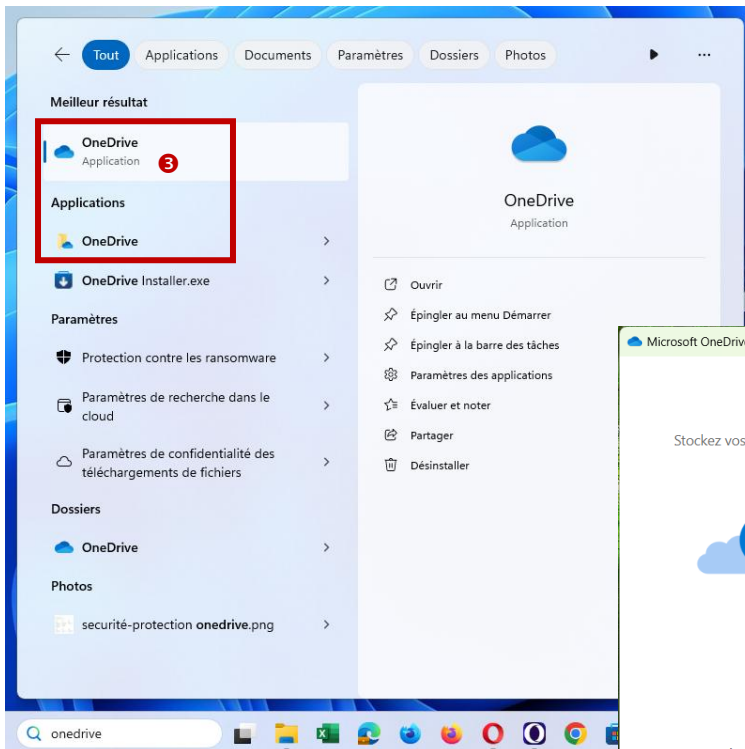 Tout Applications Documents Paramètres Dossiers Photos
Meilleur résultat
OneDrive
Application
3
Applications
OneDrive
OneDrive Installer.exe
Paramètres
Protection contre les ransomware
Paramètres de recherche dans le
cloud
Paramètres de confidentialité des
téléchargements de fichiers
Dossiers
OneDrive
Photos
securité-protection onedrive.png
OneDrive
Application
Ouvrir
Épingler au menu Démarrer
Épingler à la barre des tâches
Paramètres des applications
Évaluer et noter
Partager
Désinstaller
Microsoft OneDrive
Stockez vos
onedrive